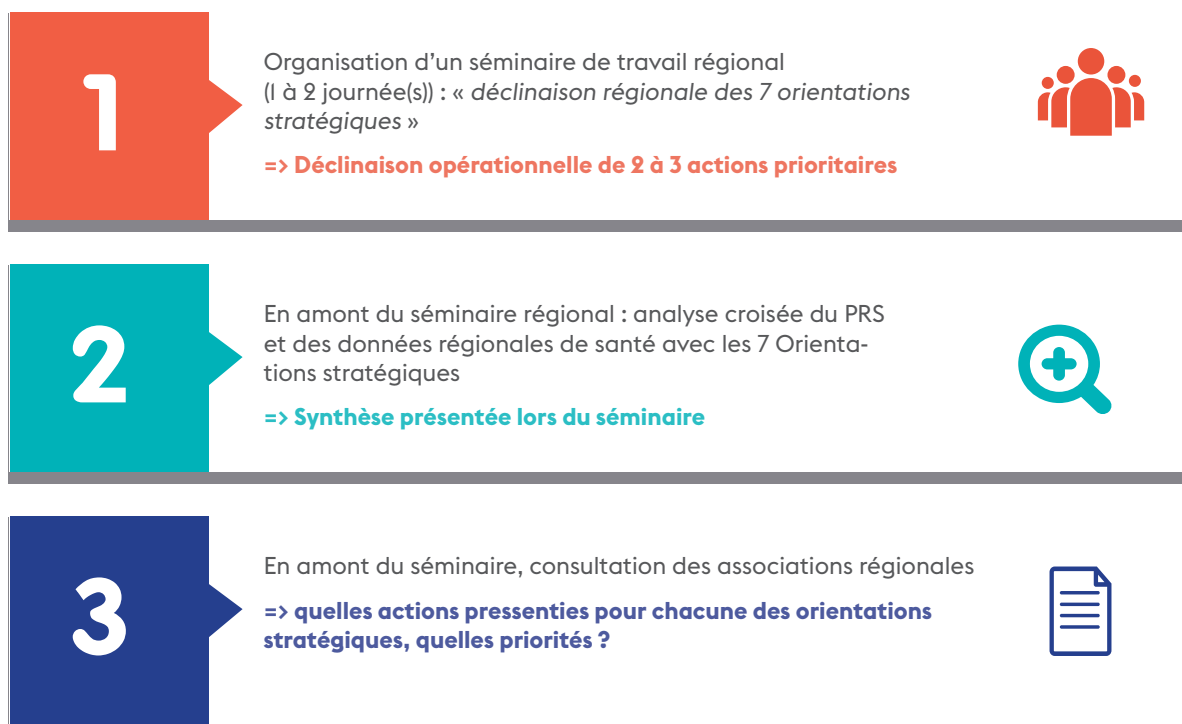 1
Organisation d’un séminaire de travail régional
(1 à 2 journée(s)) : « déclinaison régionale des 7 orientations
stratégiques »
=> Déclinaison opérationnelle de 2 à 3 actions prioritaires
2
En amont du séminaire régional : analyse croisée du PRS
et des données régionales de santé avec les 7 Orienta-
tions stratégiques
=> Synthèse présentée lors du séminaire
3
En amont du séminaire, consultation des associations régionales
=> quelles actions pressenties pour chacune des orientations
stratégiques, quelles priorités ?